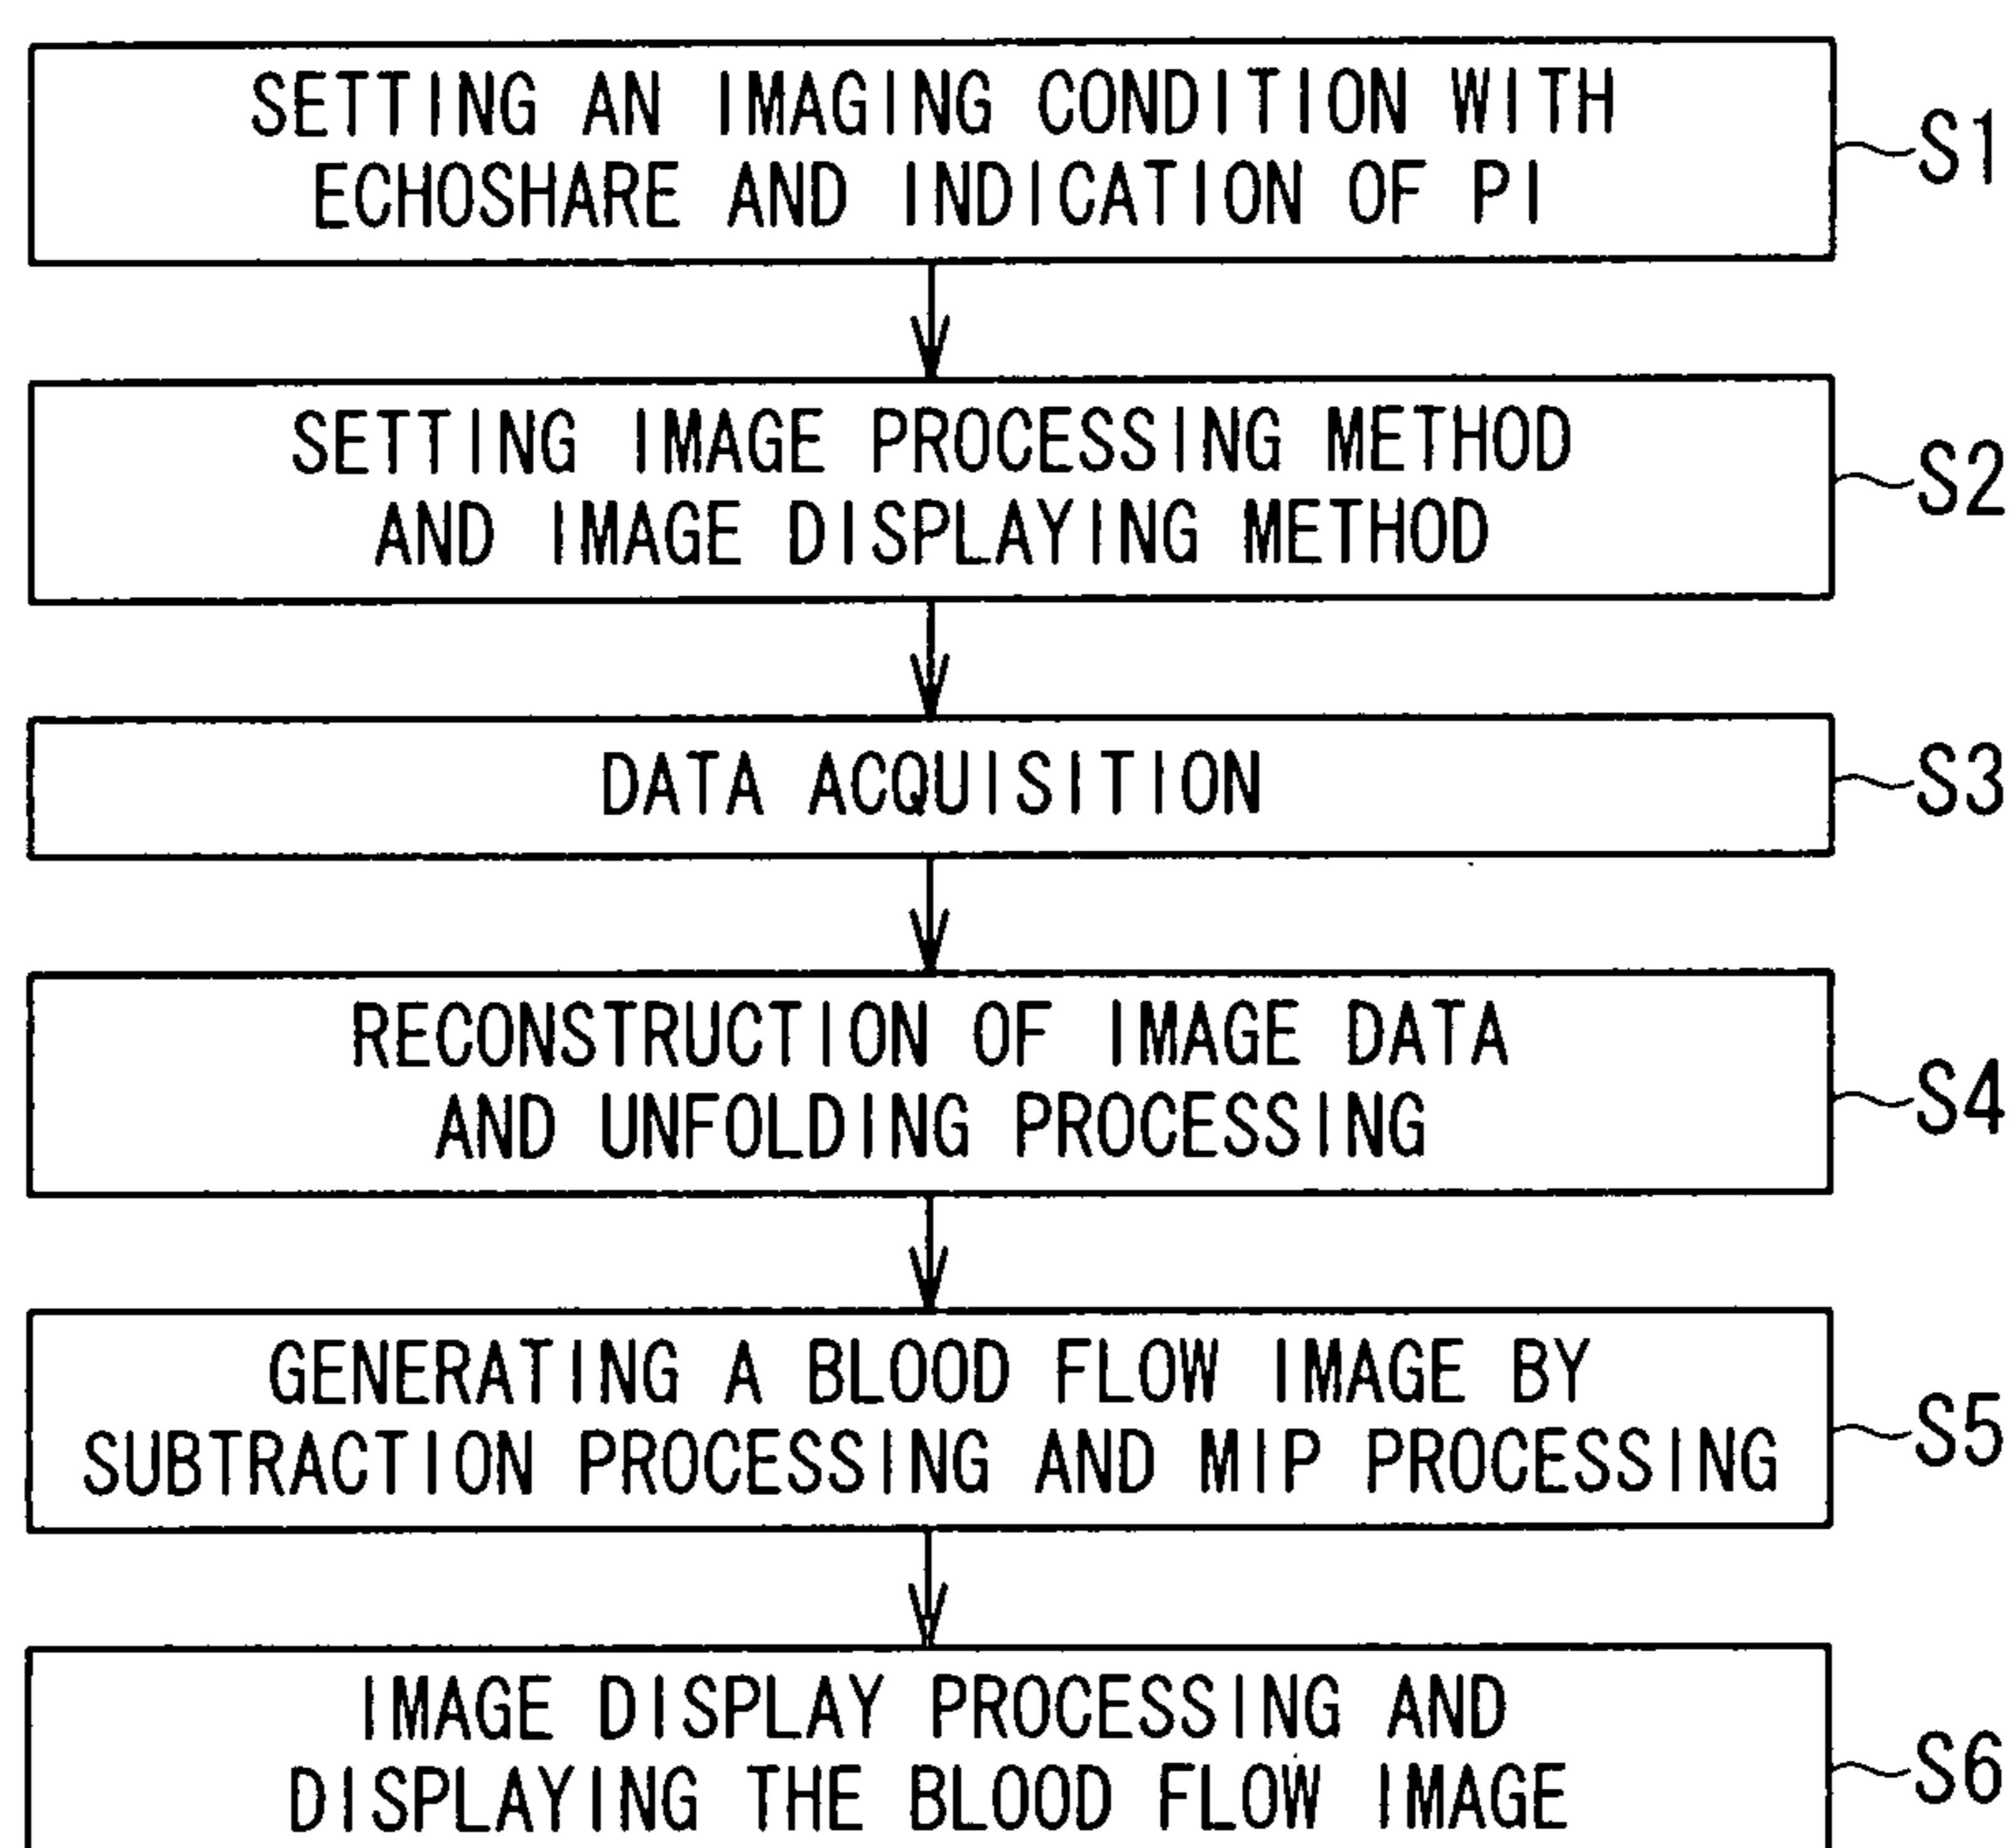 SETTING AN IMAGING CONDITION WITH
ECHOSHARE AND INDICATION OF PI
S1
SETTING IMAGE PROCESSING METHOD
AND IMAGE DISPLAYING METHOD
S2
DATA ACQUISITION
S3
RECONSTRUCTION OF IMAGE DATA
AND UNFOLDING PROCESSING
S4
GENERATING A BLOOD FLOW IMAGE BY
SUBTRACTION PROCESSING AND MIP PROCESSING
S5
IMAGE DISPLAY PROCESSING AND
DISPLAYING THE BLOOD FLOW IMAGE
S6